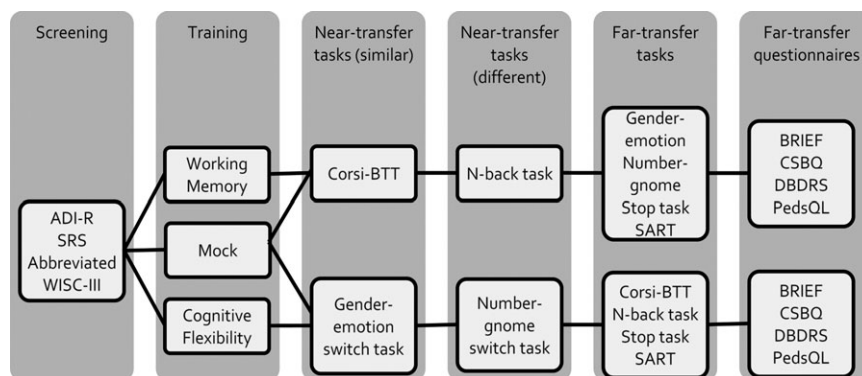 Screening
Training
Near-transfer
tasks (similar)
Near-transfer
tasks
(different)
Far-transfer
tasks
Far-transfer
questionnaires
ADI-R
SRS
Abbreviated
WISC-III
Working
Memory
Mock
Cognitive
Flexibility
Corsi-BTT
Gender-
emotion
switch task
N-back task
Number-
gnome
switch task
Gender-
emotion
Number-
gnome
Stop task
SART
Corsi-BTT
N-back task
Stop task
SART
BRIEF
CSBQ
DBDRS
PedsQL
BRIEF
CSBQ
DBDRS
PedsQL